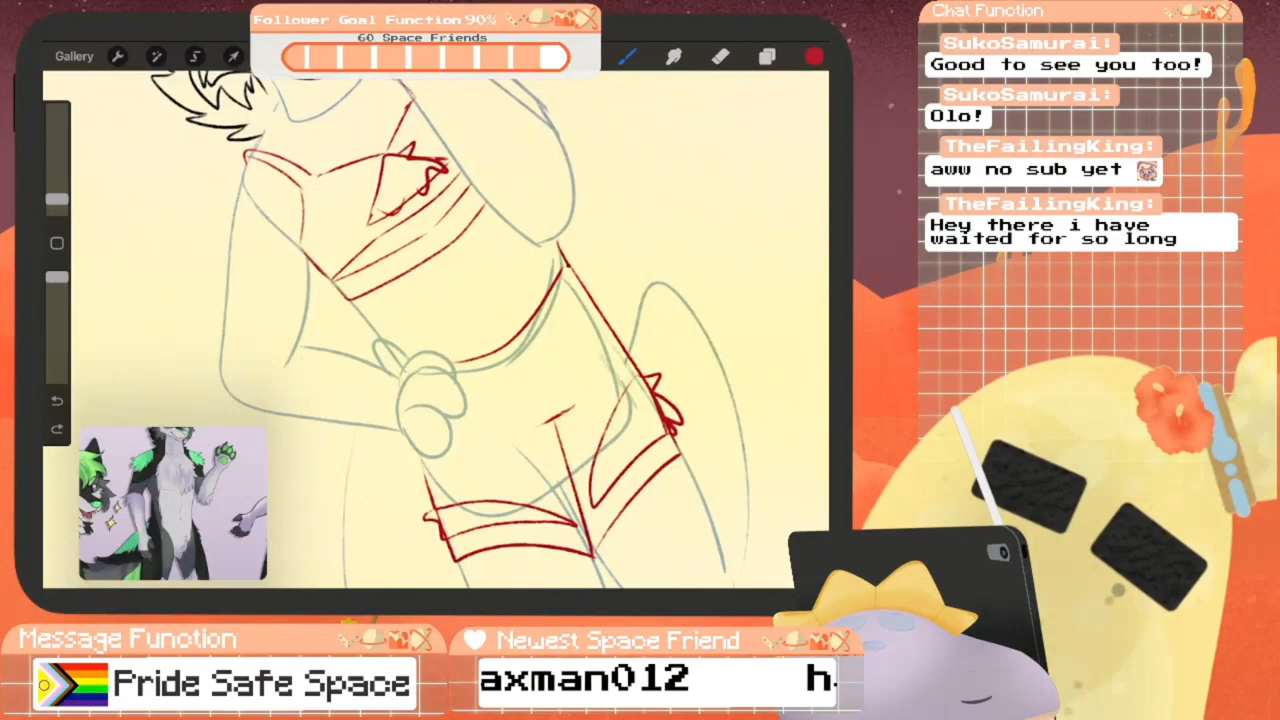 Follower Goal Function 90%
60 Space Friends
Gallery
Chat Function
SukoSamurai:
Good to see you too!
SukoSamurai:
Olo!
TheFailingKing:
aww no sub yet
TheFailingKing:
Hey there i have
waited for so long
Message Function
Pride Safe Space
Newest Space Friend
axman012 h